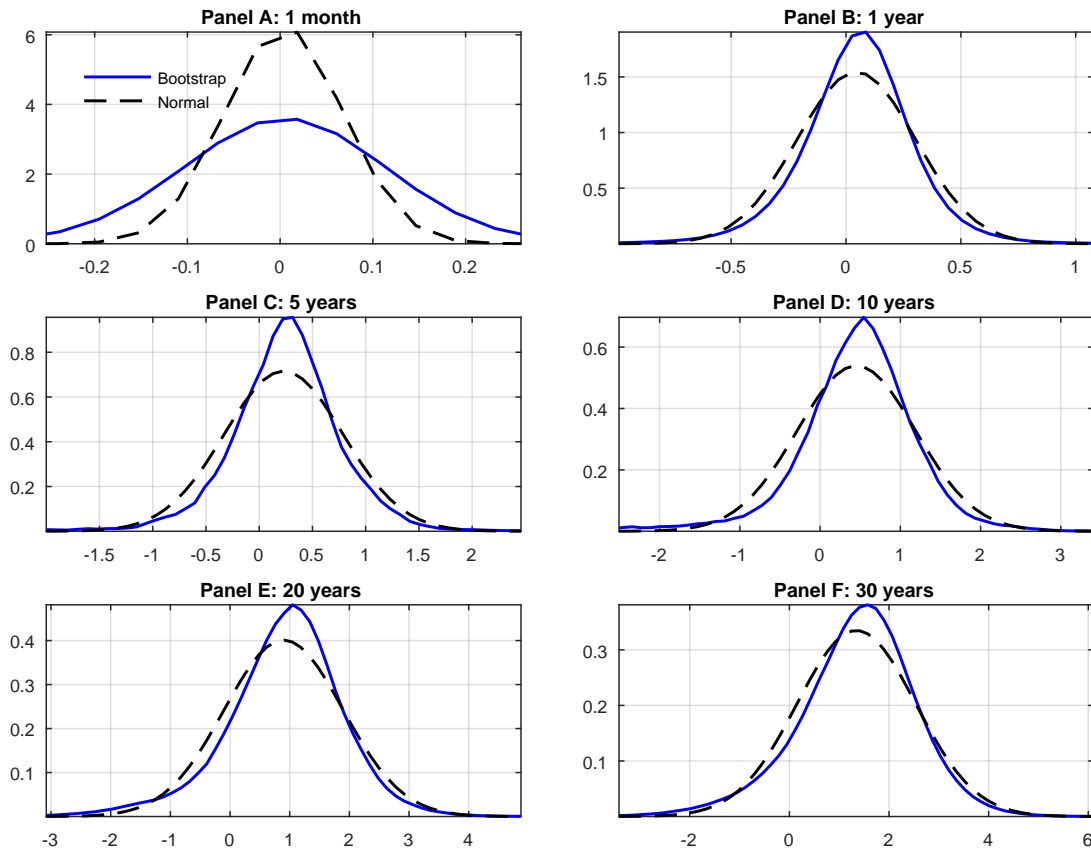 Panel A: 1 month
6
4
2
0
-0.2 -0.1 0 0.1 0.2
Bootstrap
Normal
Panel B: 1 year
1.5
1
0.5
-0.5 0 0.5 1
Panel C: 5 years
0.8
0.6
0.4
0.2
-1.5 -1 -0.5 0 0.5 1 1.5 2
Panel D: 10 years
0.6
0.4
0.2
-2 -1 0 1 2 3
Panel E: 20 years
0.4
0.3
0.2
0.1
-3 -2 -1 0 1 2 3 4
Panel F: 30 years
0.3
0.2
0.1
-2 0 2 4 6